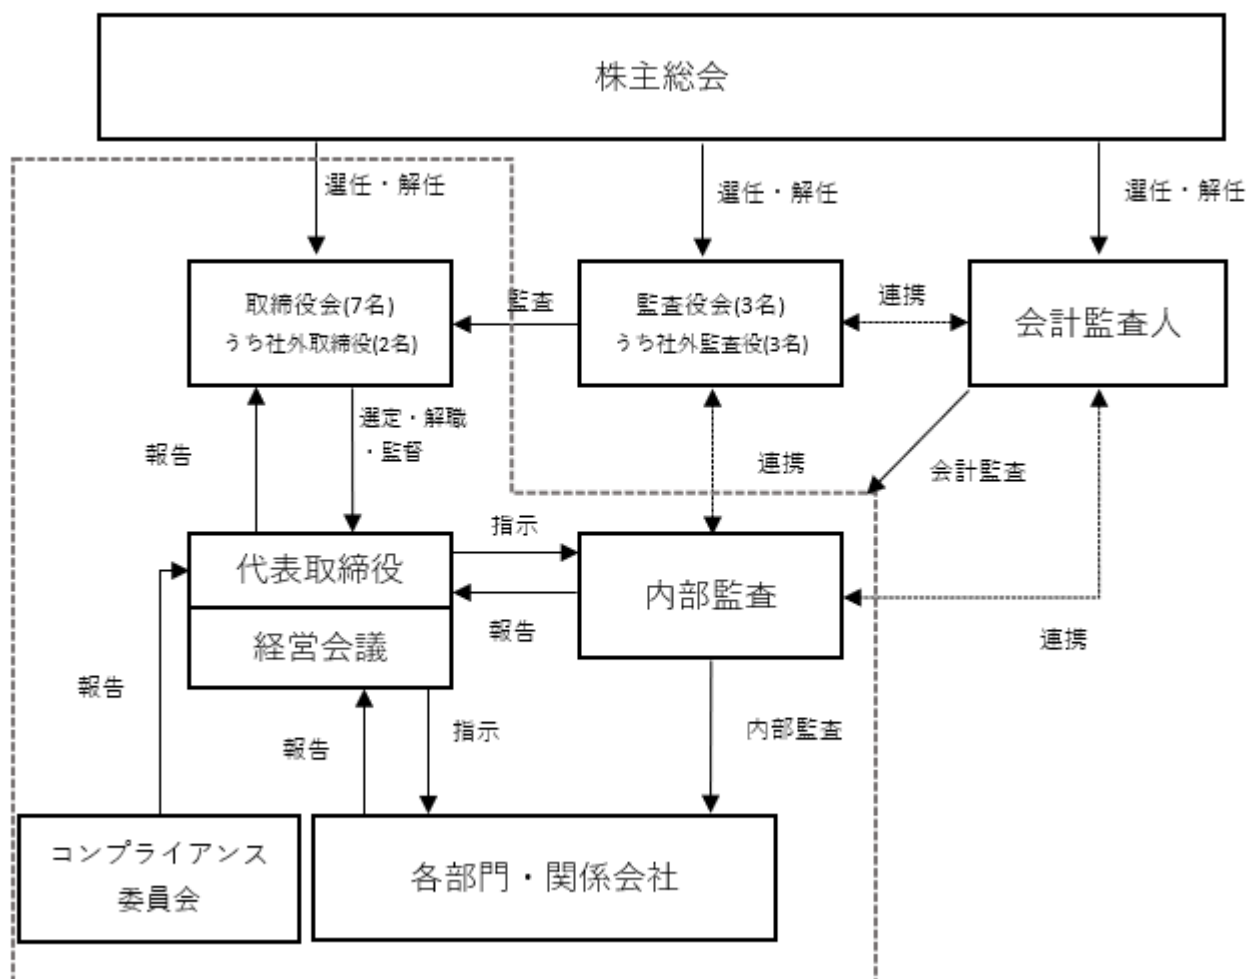 株主総会
選任・解任
選任・解任
選任・解任
取締役会(7名)
うち社外取締役(2名)
監査
監査役会(3名)
うち社外監査役(3名)
連携
会計監査人
報告
選定・解職
・監督
連携
会計監査
指示
代表取締役
経営会議
報告
内部監査
連携
報告
報告
指示
内部監査
コンプライアンス
委員会
各部門・関係会社